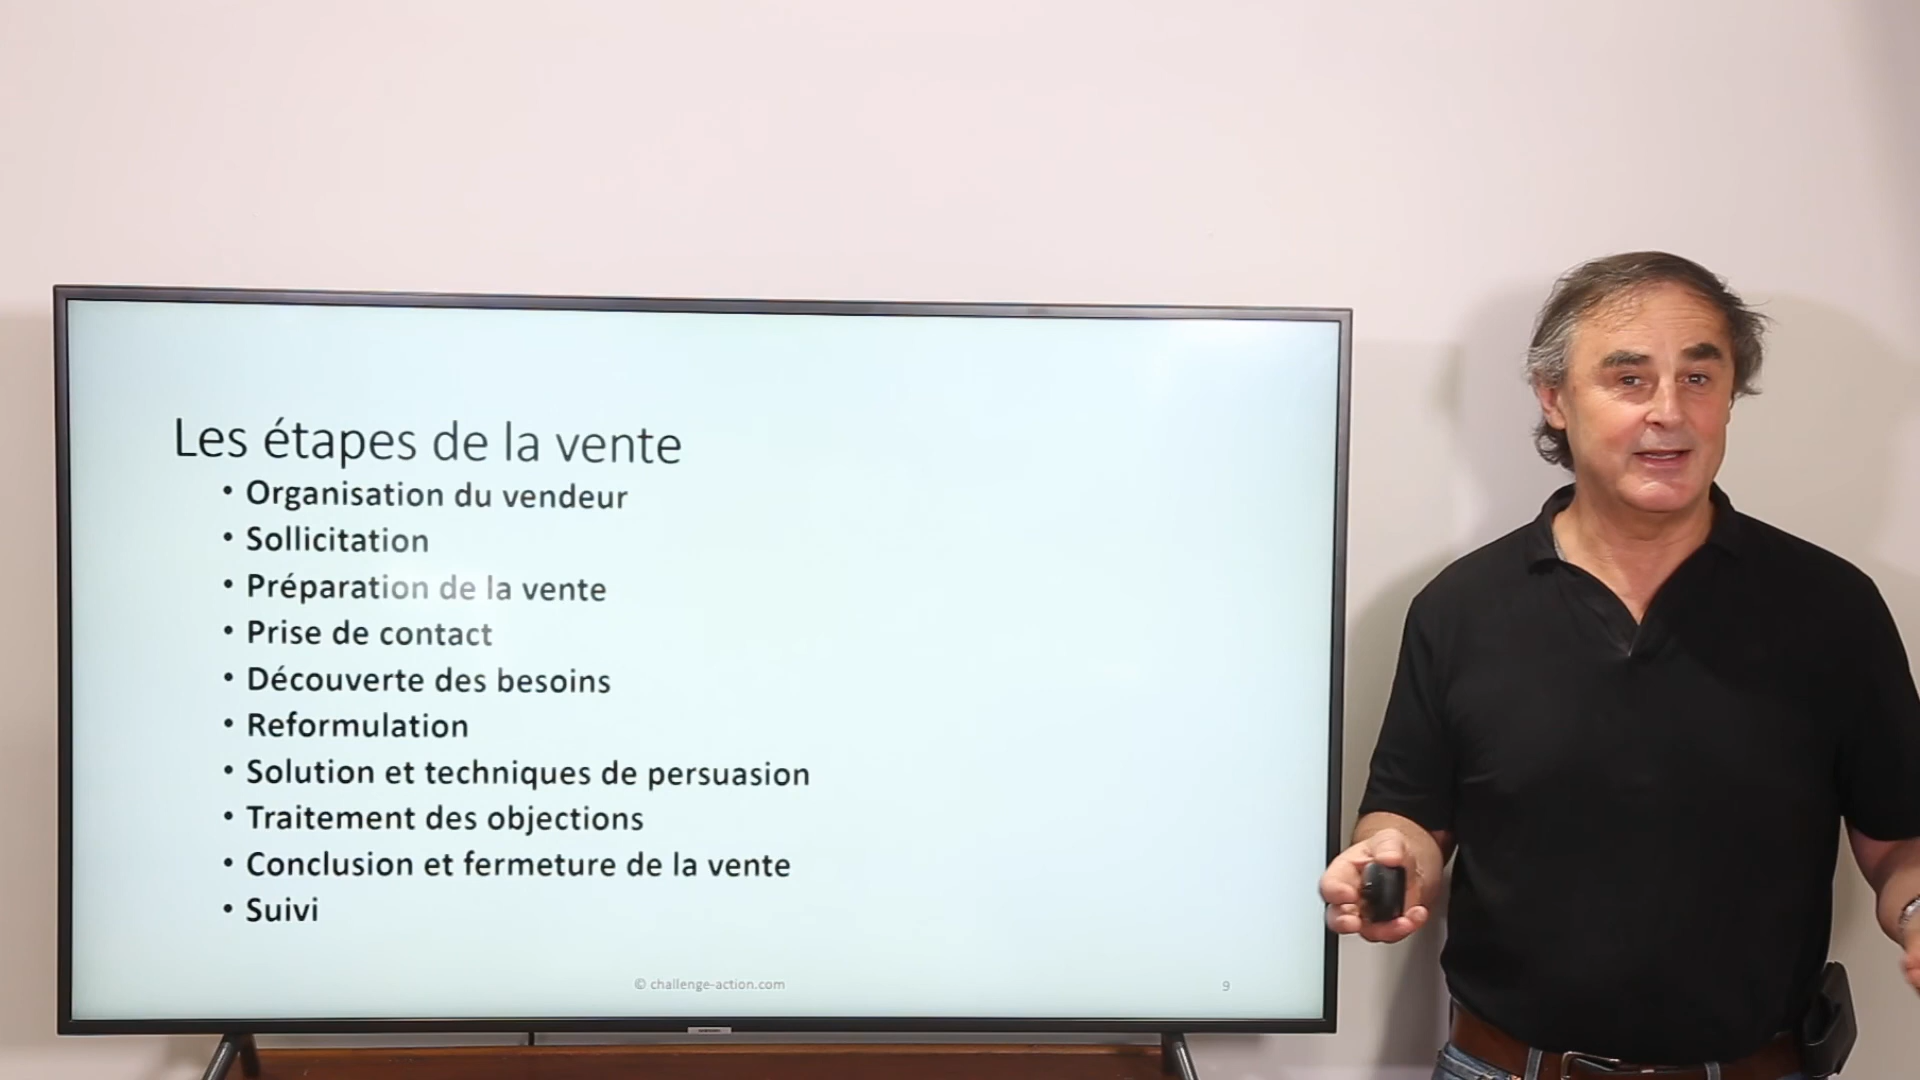 Les étapes de la vente
• Organisation du vendeur
• Sollicitation
• Préparation de la vente
• Prise de contact
• Découverte des besoins
• Reformulation
• Solution et techniques de persuasion
• Traitement des objections
• Conclusion et fermeture de la vente
• Suivi
© challenge-action.com
9